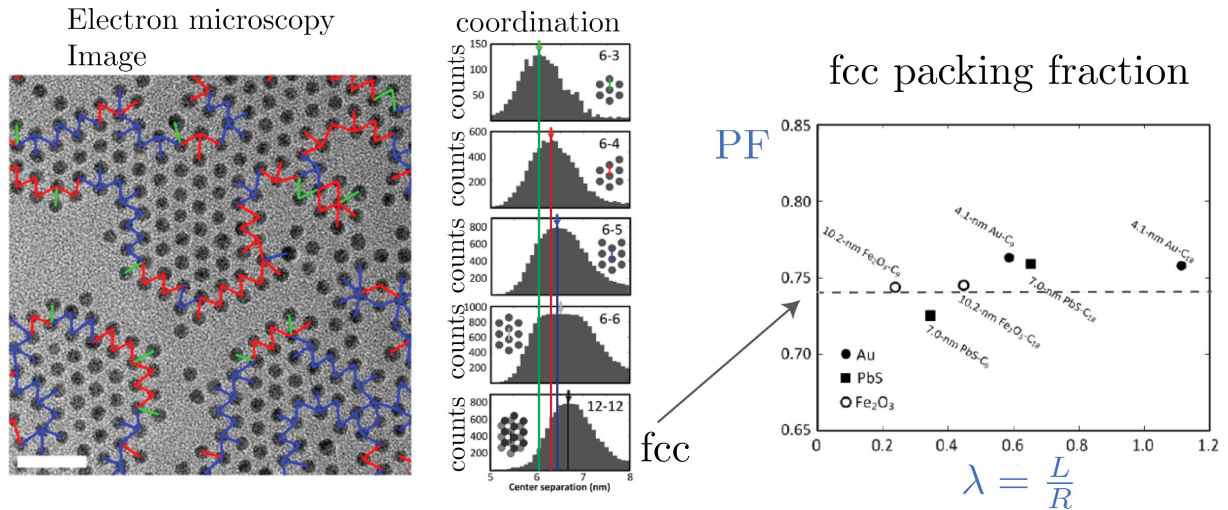 Electron microscopy
Image
coordination
counts
150
100
50
6-3
counts
600
400
200
6-4
counts
800
600
400
200
6-5
counts
1000
800
600
400
200
6-6
counts
800
600
400
200
12-12
5 6 7 8
Center separation (nm)
fcc
fcc packing fraction
PF
0.85
0.80
0.75
0.70
0.65
4.1-nm Au-C₉
4.1-nm Au-C₁₈
10.2-nm Fe₂O₃-C₉
7.0-nm PbS-C₁₈
10.2-nm Fe₂O₃-C₁₈
7.0-nm PbS-C₉
Au
PbS
Fe₂O₃
0 0.2 0.4 0.6 0.8 1.0 1.2
λ = L/R